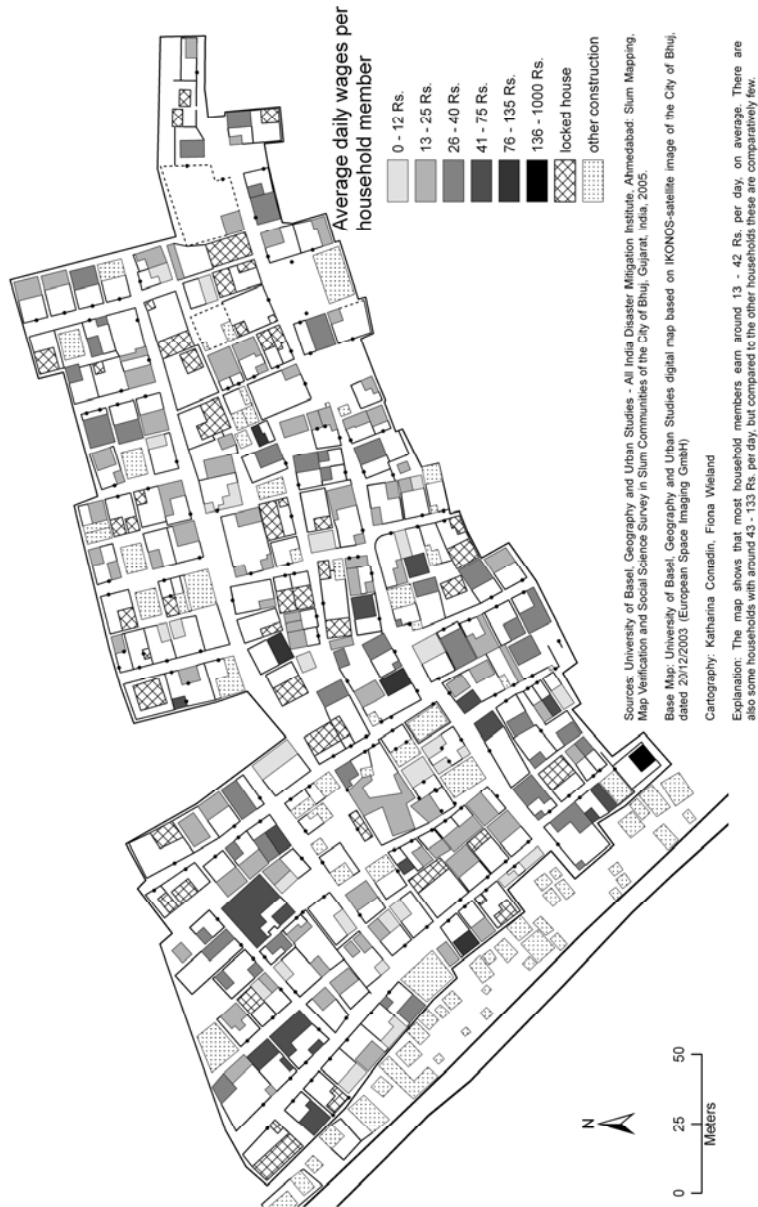 Average daily wages per
household member
0 - 12 Rs.
13 - 25 Rs.
26 - 40 Rs.
41 - 75 Rs.
76 - 135 Rs.
136 - 1000 Rs.
locked house
other construction
N
0 25 50
Meters
Sources: University of Basel, Geography and Urban Studies - All India Disaster Mitigation Institute, Ahmedabad: Slum Mapping,
Map Verification and Social Science Survey in Slum Communities of the City of Bhuj, Gujarat, India, 2005.
Base Map: University of Basel, Geography and Urban Studies digital map based on IKONOS-satellite image of the City of Bhuj,
dated 20/12/2003 (European Space Imaging GmbH)
Cartography: Katharina Conradin, Fiona Wieland
Explanation: The map shows that most household members earn around 13 - 42 Rs. per day, on average. There are
also some households with around 43 - 133 Rs. per day, but compared to the other households these are comparatively few.